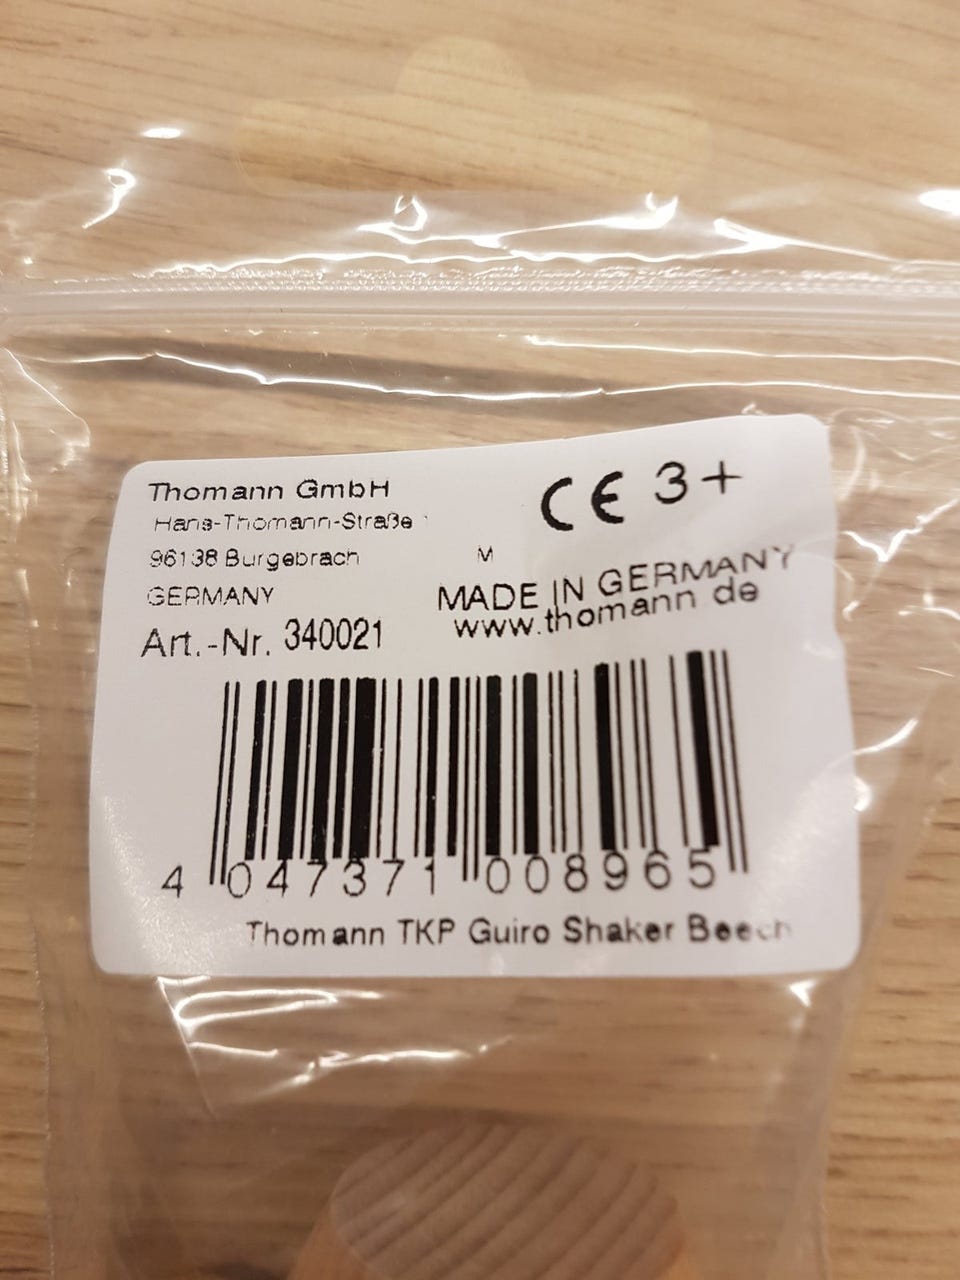 Thomann GmbH
Hans-Thomann-Straße
96138 Burgebrach
GERMANY
Art.-Nr. 340021
CE 3+
M
MADE IN GERMANY
www.thomann de
4 047371 008965
Thomann TKP Guiro Shaker Beech